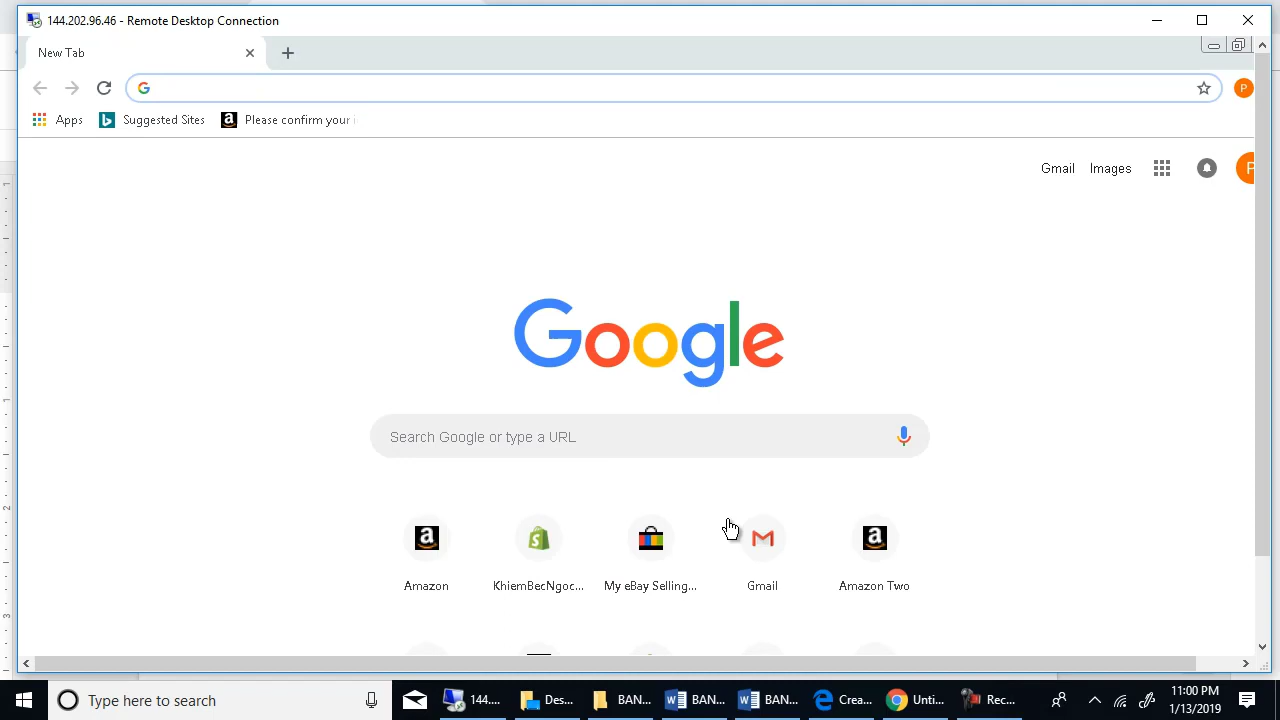 144.202.96.46 - Remote Desktop Connection
New Tab
Apps
Suggested Sites
Please confirm your i
Gmail
Images
P
P
Google
Search Google or type a URL
Amazon
KhiemBecNgoc...
My eBay Selling...
Gmail
Amazon Two
Type here to search
144....
Des...
BAN...
BAN...
BAN...
Crea...
Unti...
Rec...
11:00 PM
1/13/2019